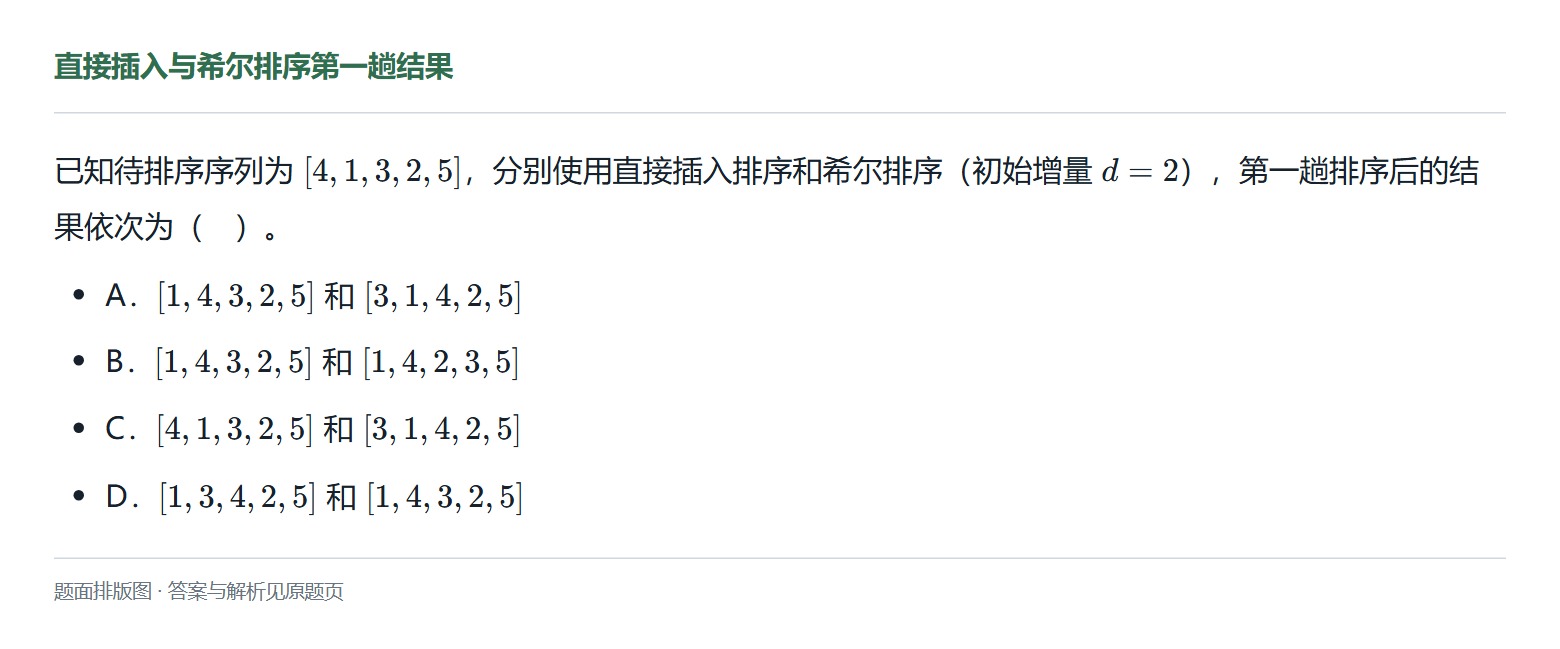 直接插入与希尔排序第一趟结果
已知待排序序列为 [4, 1, 3, 2, 5]，分别使用直接插入排序和希尔排序（初始增量 d = 2），第一趟排序后的结
果依次为（　）。
• A. [1, 4, 3, 2, 5] 和 [3, 1, 4, 2, 5]
• B. [1, 4, 3, 2, 5] 和 [1, 4, 2, 3, 5]
• C. [4, 1, 3, 2, 5] 和 [3, 1, 4, 2, 5]
• D. [1, 3, 4, 2, 5] 和 [1, 4, 3, 2, 5]
题面排版图 · 答案与解析见原题页